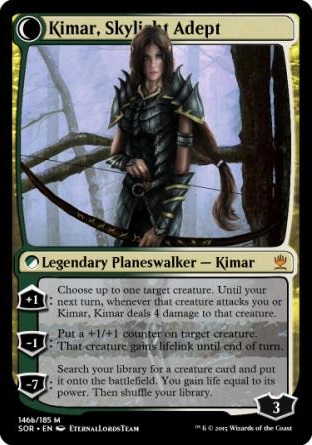 Kimar, Skylight Adept
Legendary Planeswalker — Kimar
+1: Choose up to one target creature. Until your
next turn, whenever that creature attacks you or
Kimar, Kimar deals 4 damage to that creature.
-1: Put a +1/+1 counter on target creature.
That creature gains lifelink until end of turn.
-7: Search your library for a creature card and put
it onto the battlefield. You gain life equal to its
power. Then shuffle your library.
3
146b/185 M
SOR • EN EternalLordsTeam
™ & © 2015 Wizards of the Coast